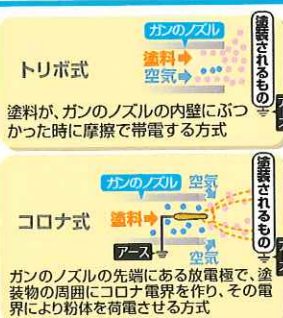 ガンのノズル
トリボ式
塗料
空気
塗装されるもの
塗料が、ガンのノズルの内壁にぶつ
かった時に摩擦で帯電する方式
ガンのノズル
空気
コロナ式
塗料
塗装されるもの
アース
空気
ガンのノズルの先端にある放電極で、塗
装物の周囲にコロナ電界を作り、その電
界により粉体を荷電させる方式